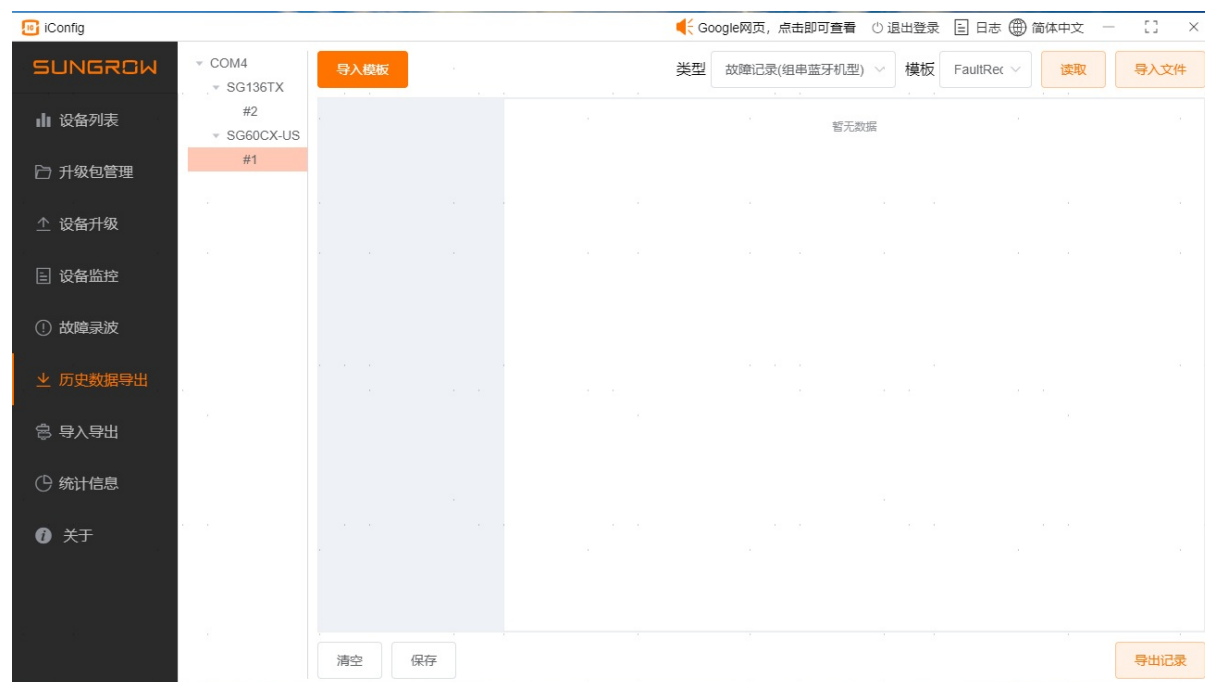 iConfig
Google网页，点击即可查看 退出登录 日志 简体中文
SUNGROW
设备列表
升级包管理
设备升级
设备监控
故障录波
历史数据导出
导入导出
统计信息
关于
COM4
SG136TX
#2
SG60CX-US
#1
导入模板 类型 故障记录(组串蓝牙机型) 模板 FaultRec 读取 导入文件
暂无数据
清空 保存 导出记录